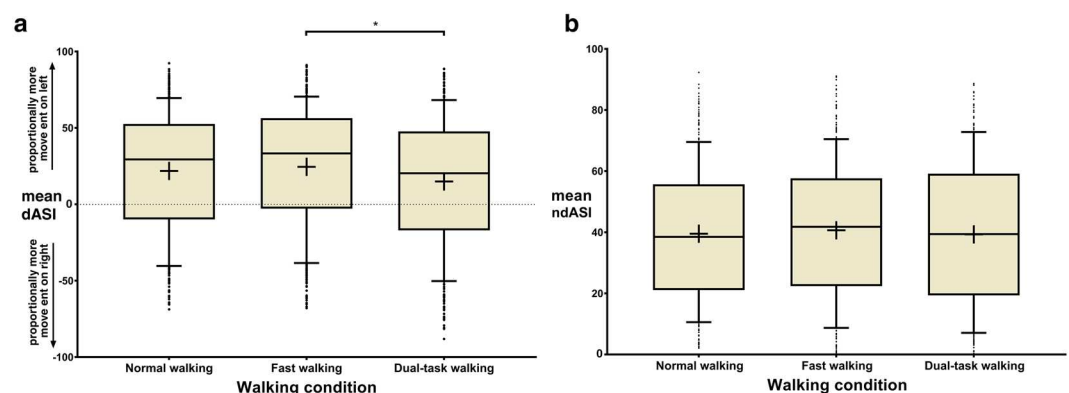 a
*
100
50
0
-50
-100
proportionally more
move ent on left
mean
dASI
proportionally more
move ent on right
Normal walking
Fast walking
Dual-task walking
Walking condition
b
100
80
60
40
20
0
mean
ndASI
Normal walking
Fast walking
Dual-task walking
Walking condition